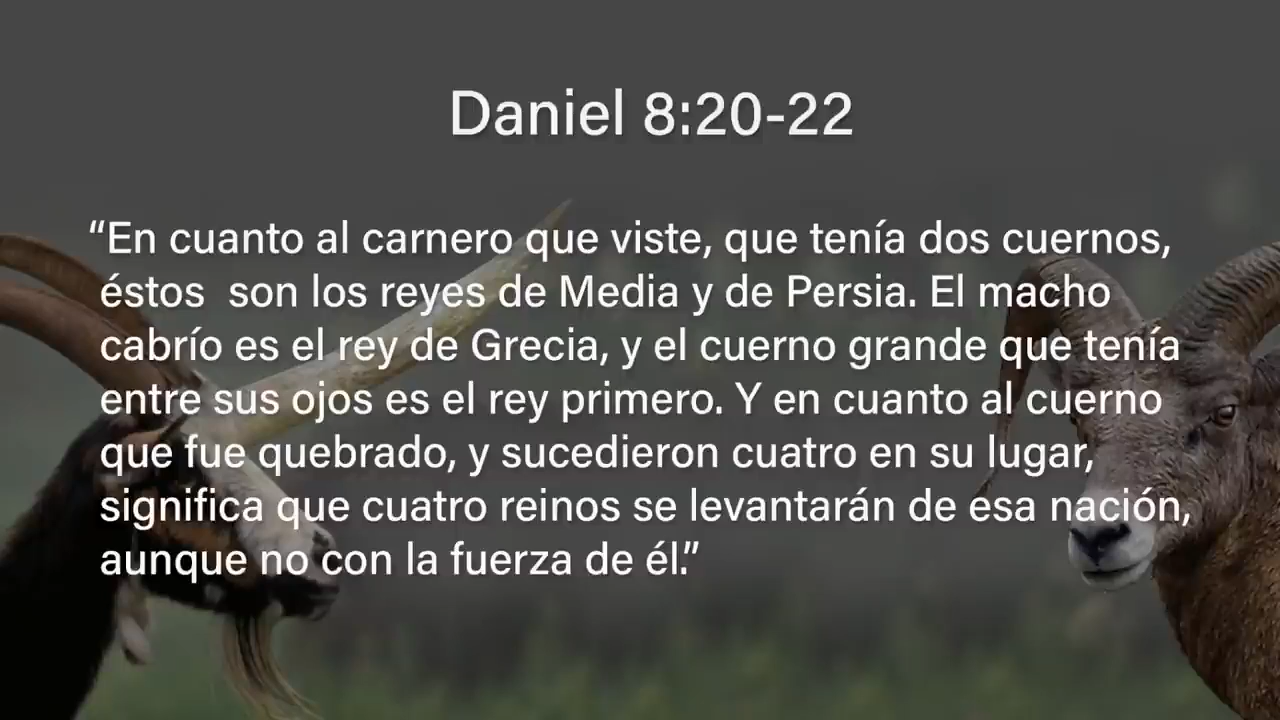 Daniel 8:20-22
“En cuanto al carnero que viste, que tenía dos cuernos,
éstos  son los reyes de Media y de Persia. El macho
cabrío es el rey de Grecia, y el cuerno grande que tenía
entre sus ojos es el rey primero. Y en cuanto al cuerno
que fue quebrado, y sucedieron cuatro en su lugar,
significa que cuatro reinos se levantarán de esa nación,
aunque no con la fuerza de él.”